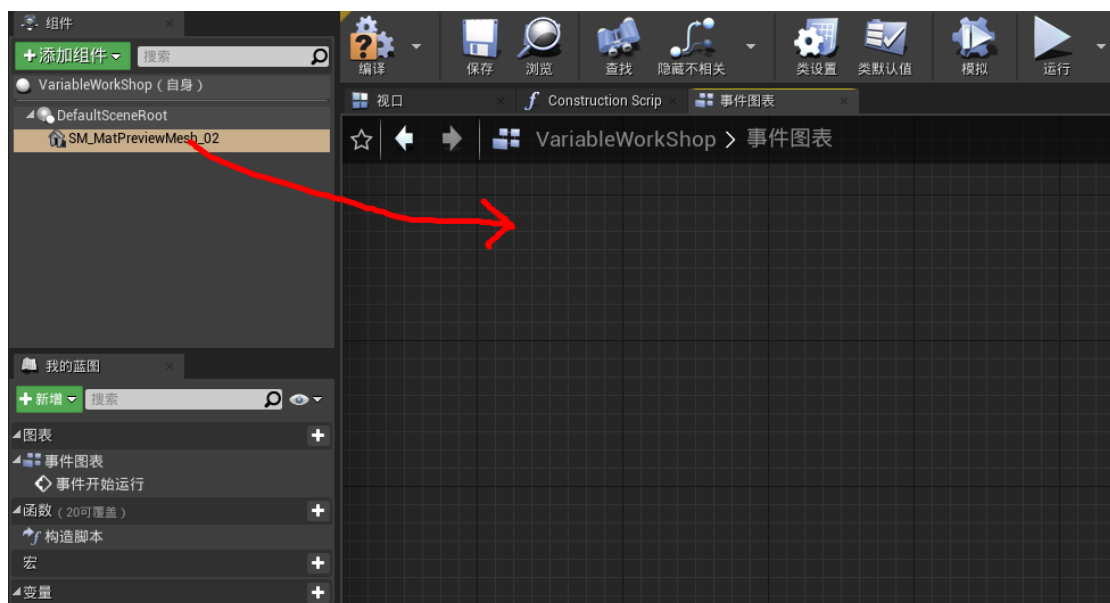 组件
+添加组件
搜索
VariableWorkShop（自身）
DefaultSceneRoot
SM_MatPreviewMesh_02
我的蓝图
+新增
搜索
图表
事件图表
事件开始运行
函数（20可覆盖）
构造脚本
宏
变量
编译
保存
浏览
查找
隐藏不相关
类设置
类默认值
模拟
运行
视口
Construction Scrip
事件图表
VariableWorkShop > 事件图表